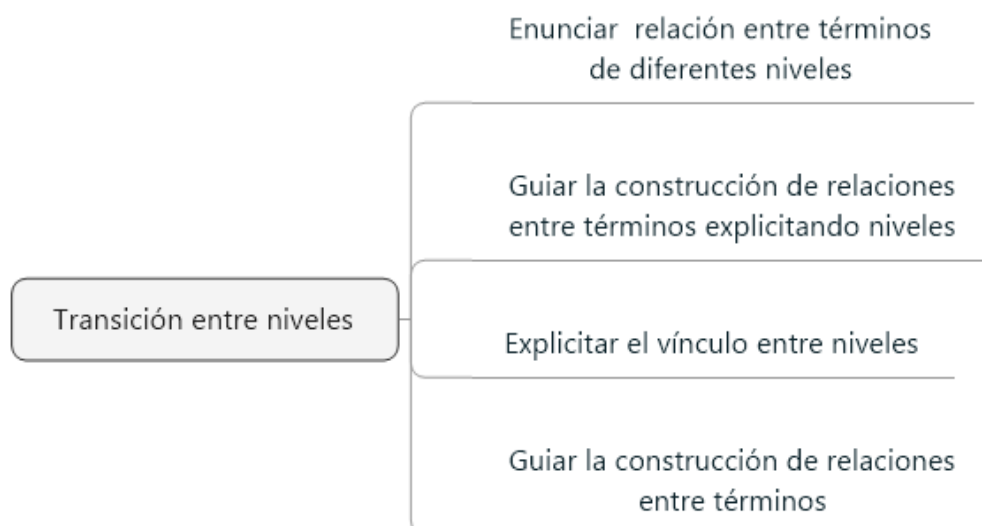 Enunciar relación entre términos
de diferentes niveles
Guiar la construcción de relaciones
entre términos explicitando niveles
Transición entre niveles
Explicitar el vínculo entre niveles
Guiar la construcción de relaciones
entre términos